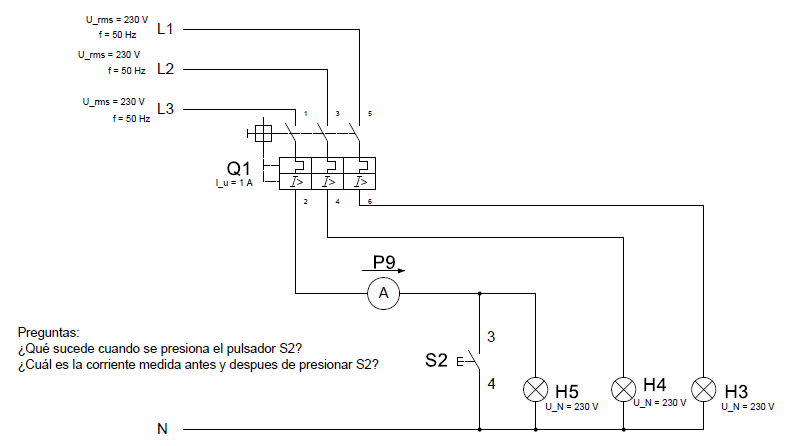 U_rms = 230 V
f = 50 Hz
L1
U_rms = 230 V
f = 50 Hz
L2
U_rms = 230 V
f = 50 Hz
L3
1 3 5
Q1
I_u = 1 A
I> I> I>
2 4 6
P9
A
Preguntas:
¿Qué sucede cuando se presiona el pulsador S2?
¿Cuál es la corriente medida antes y despues de presionar S2?
3
S2
4
H5
U_N = 230 V
H4
U_N = 230 V
H3
U_N = 230 V
N